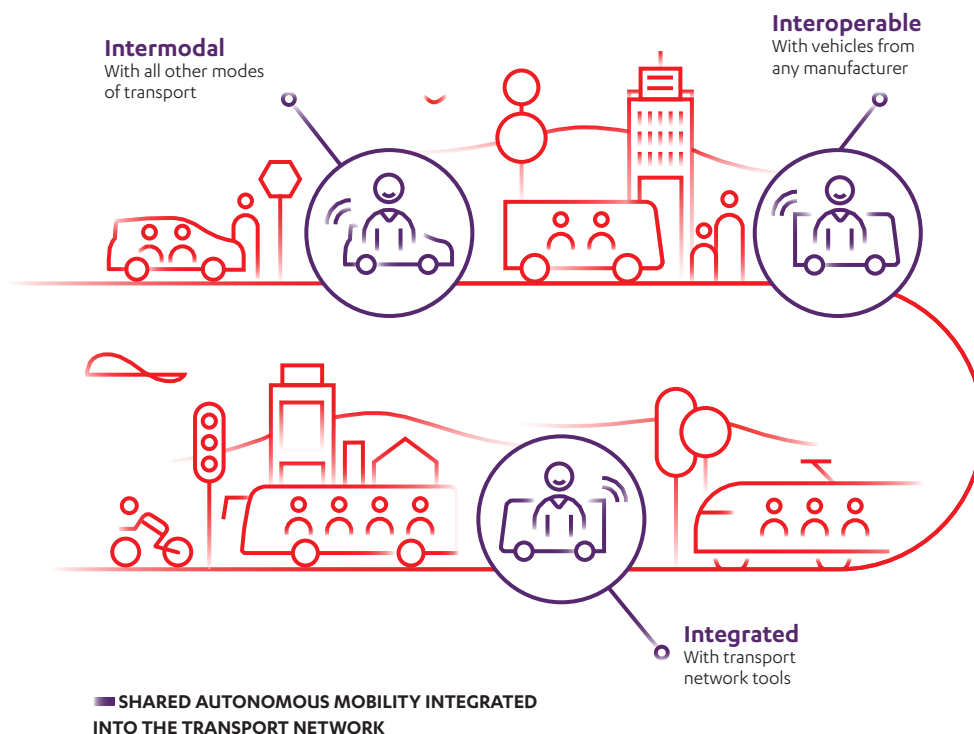 Intermodal
With all other modes
of transport
Interoperable
With vehicles from
any manufacturer
Integrated
With transport
network tools
SHARED AUTONOMOUS MOBILITY INTEGRATED
INTO THE TRANSPORT NETWORK